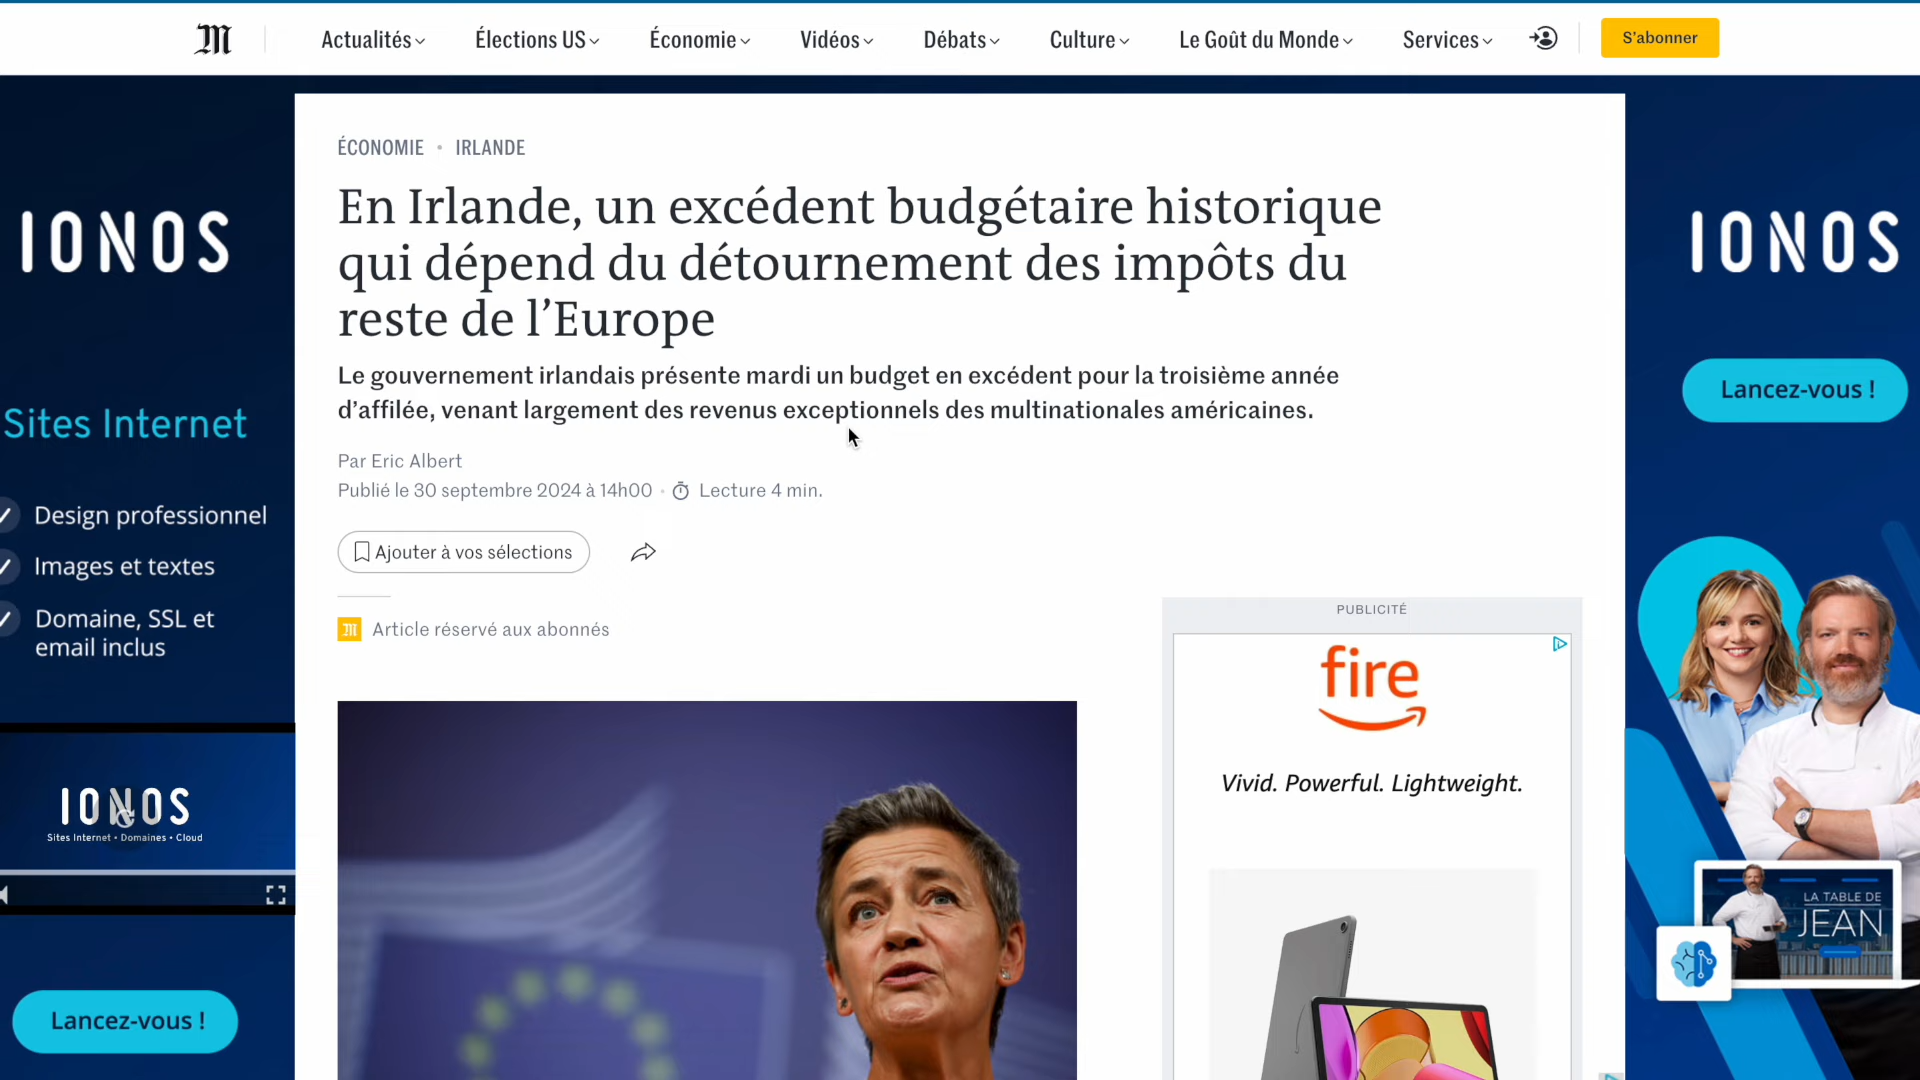 M
Actualités
Élections US
Économie
Vidéos
Débats
Culture
Le Goût du Monde
Services
S'abonner
ÉCONOMIE • IRLANDE
En Irlande, un excédent budgétaire historique
qui dépend du détournement des impôts du
reste de l’Europe
Le gouvernement irlandais présente mardi un budget en excédent pour la troisième année
d’affilée, venant largement des revenus exceptionnels des multinationales américaines.
Par Eric Albert
Publié le 30 septembre 2024 à 14h00 • Lecture 4 min.
Ajouter à vos sélections
M Article réservé aux abonnés
IONOS
Sites Internet
Design professionnel
Images et textes
Domaine, SSL et
email inclus
IONOS
Sites Internet • Domaines • Cloud
Lancez-vous !
PUBLICITÉ
fire
Vivid. Powerful. Lightweight.
IONOS
Lancez-vous !
LA TABLE DE
JEAN